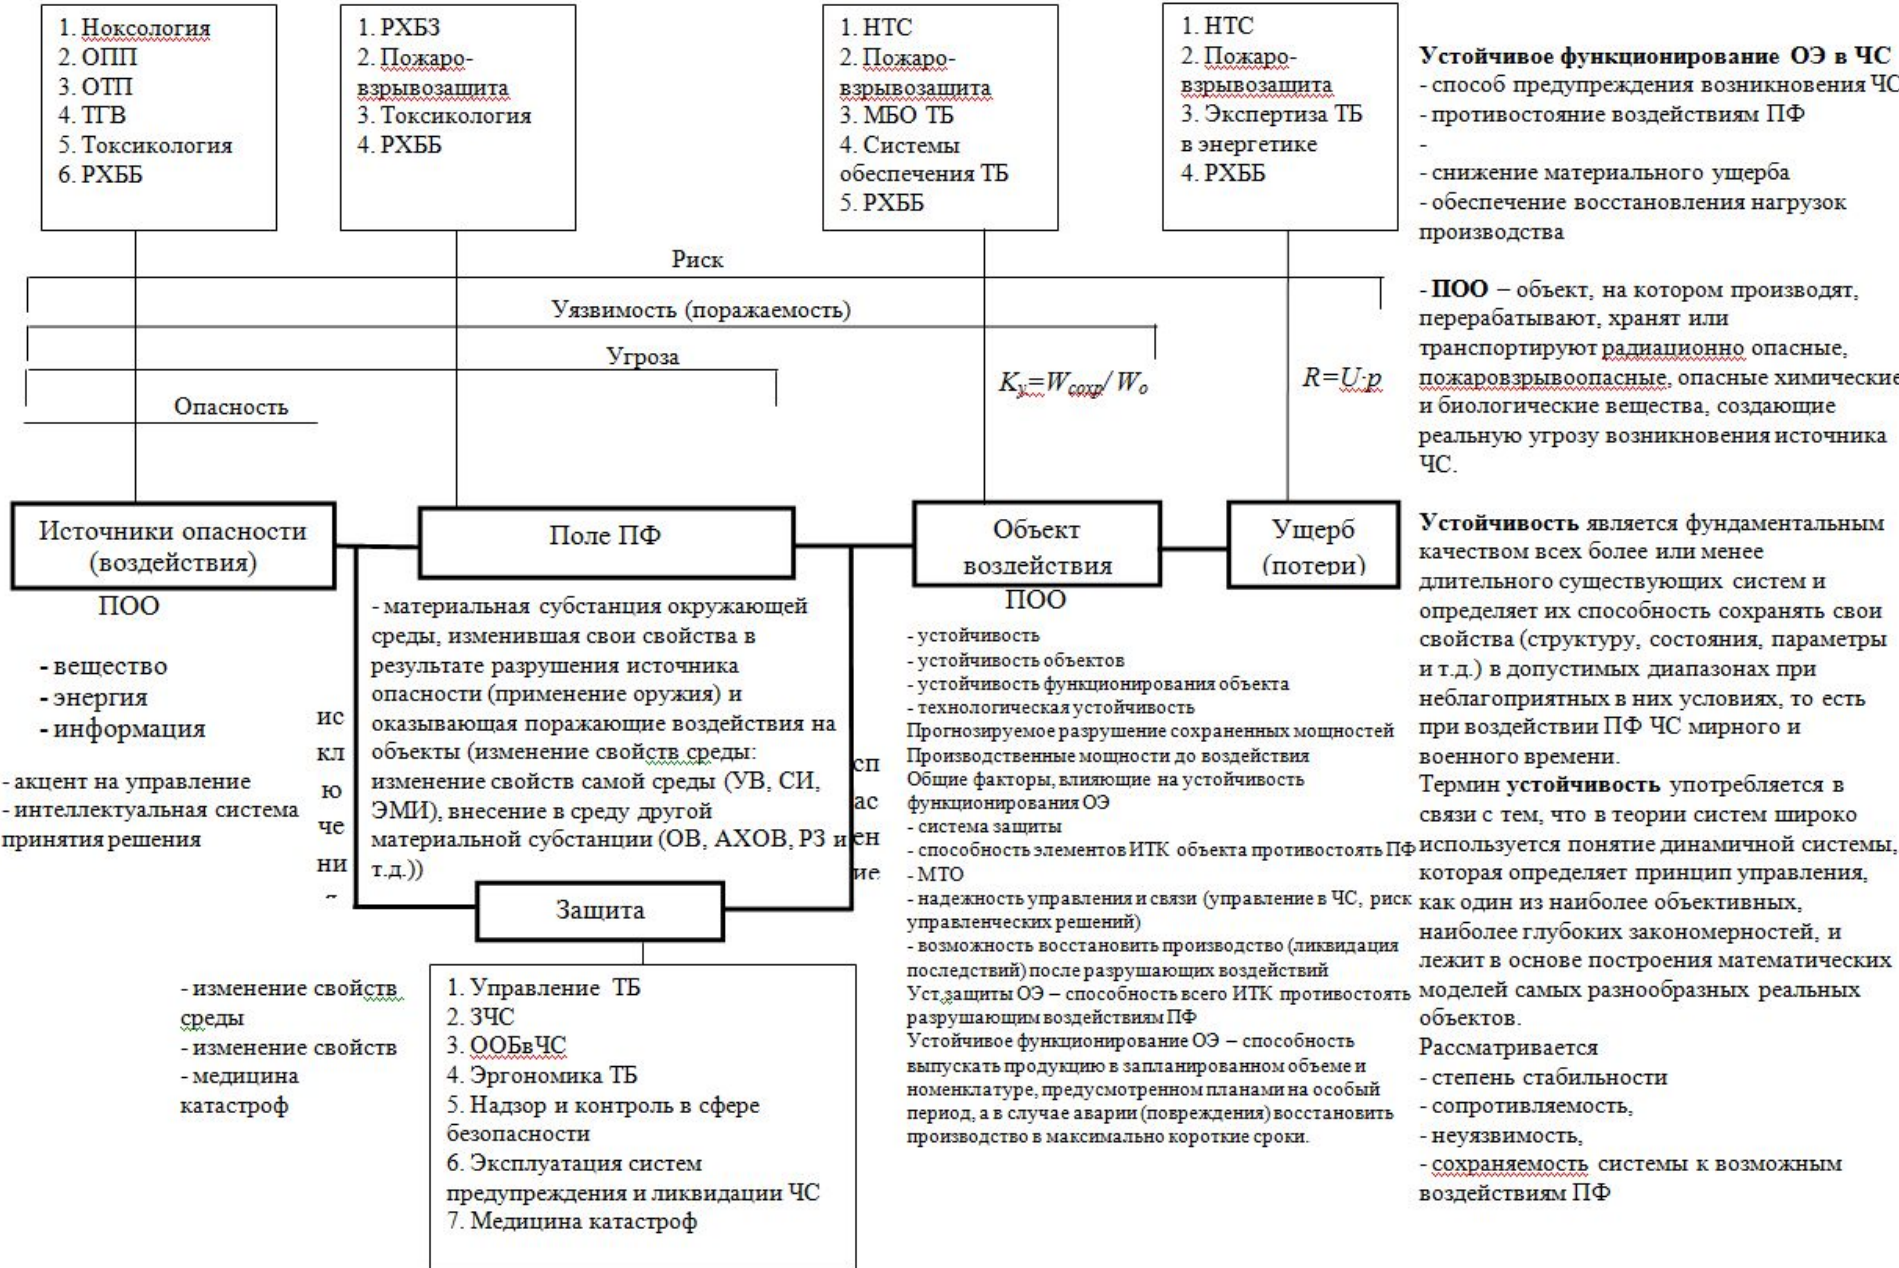 1. Ноксология
2. ОПП
3. ОТП
4. ТГВ
5. Токсикология
6. РХББ
1. РХБЗ
2. Пожаро-
взрывозащита
3. Токсикология
4. РХББ
1. НТС
2. Пожаро-
взрывозащита
3. МБО ТБ
4. Системы
обеспечения ТБ
5. РХББ
1. НТС
2. Пожаро-
взрывозащита
3. Экспертиза ТБ
в энергетике
4. РХББ
Риск
Уязвимость (поражаемость)
Угроза
Опасность
Kу=Wсохр/Wо
R=U·p
Источники опасности
(воздействия)
ПОО
- вещество
- энергия
- информация
- акцент на управление
- интеллектуальная система
принятия решения
ис
кл
ю
че
ни
я
Поле ПФ
- материальная субстанция окружающей
среды, изменившая свои свойства в
результате разрушения источника
опасности (применение оружия) и
оказывающая поражающие воздействия на
объекты (изменение свойств среды:
изменение свойств самой среды (УВ, СИ,
ЭМИ), внесение в среду другой
материальной субстанции (ОВ, АХОВ, РЗ и
т.д.))
сп
ас
ен
ие
Защита
- изменение свойств
среды
- изменение свойств
- медицина
катастроф
1. Управление ТБ
2. ЗЧС
3. ООБвЧС
4. Эргономика ТБ
5. Надзор и контроль в сфере
безопасности
6. Эксплуатация систем
предупреждения и ликвидации ЧС
7. Медицина катастроф
Объект
воздействия
ПОО
- устойчивость
- устойчивость объектов
- устойчивость функционирования объекта
- технологическая устойчивость
Прогнозируемое разрушение сохраненных мощностей
Производственные мощности до воздействия
Общие факторы, влияющие на устойчивость
функционирования ОЭ
- система защиты
- способность элементов ИТК объекта противостоять ПФ
- МТО
- надежность управления и связи (управление в ЧС, риск
управленческих решений)
- возможность восстановить производство (ликвидация
последствий) после разрушающих воздействий
Уст.защиты ОЭ – способность всего ИТК противостоять
разрушающим воздействиям ПФ
Устойчивое функционирование ОЭ – способность
выпускать продукцию в запланированном объеме и
номенклатуре, предусмотренном планами на особый
период, а в случае аварии (повреждения) восстановить
производство в максимально короткие сроки.
Ущерб
(потери)
Устойчивое функционирование ОЭ в ЧС
- способ предупреждения возникновения ЧС
- противостояние воздействиям ПФ
-
- снижение материального ущерба
- обеспечение восстановления нагрузок
производства
- ПОО – объект, на котором производят,
перерабатывают, хранят или
транспортируют радиационно опасные,
пожаровзрывоопасные, опасные химические
и биологические вещества, создающие
реальную угрозу возникновения источника
ЧС.
Устойчивость является фундаментальным
качеством всех более или менее
длительного существующих систем и
определяет их способность сохранять свои
свойства (структуру, состояния, параметры
и т.д.) в допустимых диапазонах при
неблагоприятных в них условиях, то есть
при воздействии ПФ ЧС мирного и
военного времени.
Термин устойчивость употребляется в
связи с тем, что в теории систем широко
используется понятие динамичной системы,
которая определяет принцип управления,
как один из наиболее объективных,
наиболее глубоких закономерностей, и
лежит в основе построения математических
моделей самых разнообразных реальных
объектов.
Рассматривается
- степень стабильности
- сопротивляемость,
- неуязвимость,
- сохраняемость системы к возможным
воздействиям ПФ